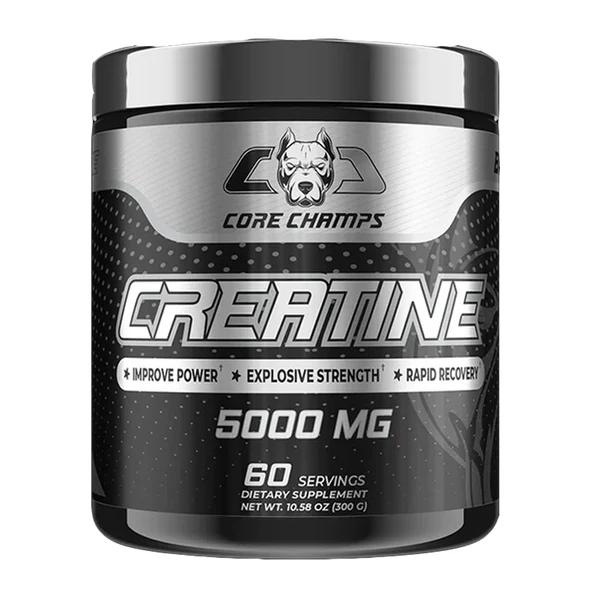 CORE CHAMPS
CREATINE
★ IMPROVE POWER† ★ EXPLOSIVE STRENGTH† ★ RAPID RECOVERY†
5000 MG
60 SERVINGS
DIETARY SUPPLEMENT
NET WT. 10.58 OZ (300 G)